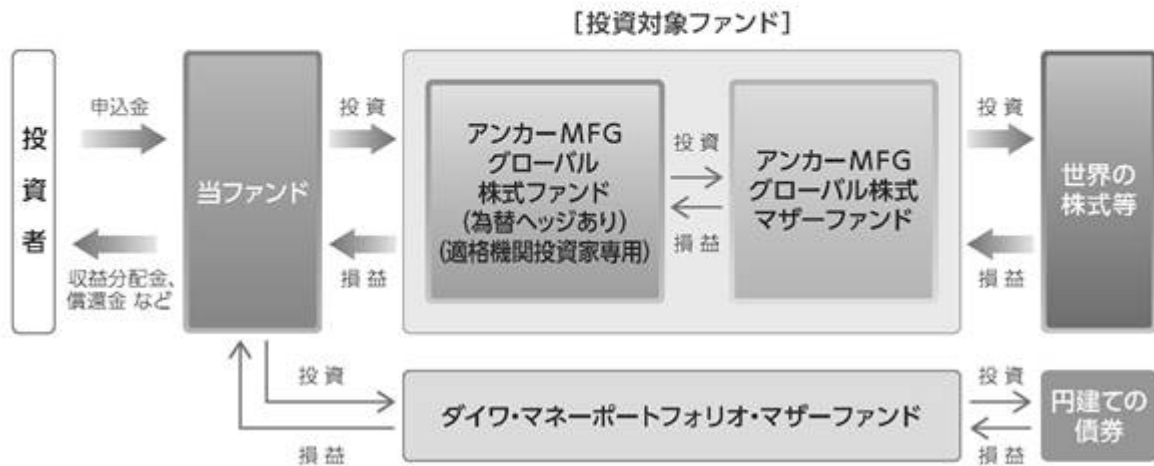 [投資対象ファンド]
投資者
申込金
収益分配金、
償還金 など
当ファンド
投資
損益
アンカーMFG
グローバル
株式ファンド
(為替ヘッジあり)
(適格機関投資家専用)
投資
損益
アンカーMFG
グローバル株式
マザーファンド
投資
損益
世界の
株式等
投資
損益
ダイワ・マネーポートフォリオ・マザーファンド
投資
損益
円建ての
債券